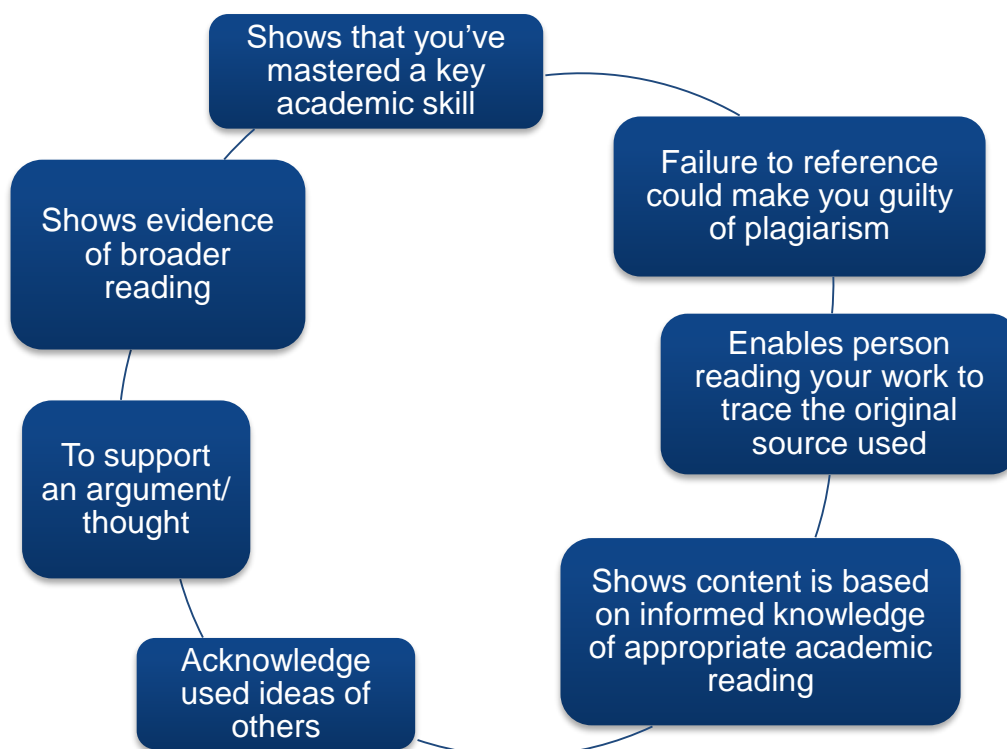 Shows that you’ve
mastered a key
academic skill
Failure to reference
could make you guilty
of plagiarism
Enables person
reading your work to
trace the original
source used
Shows content is based
on informed knowledge
of appropriate academic
reading
Acknowledge
used ideas of
others
To support
an argument/
thought
Shows evidence
of broader
reading